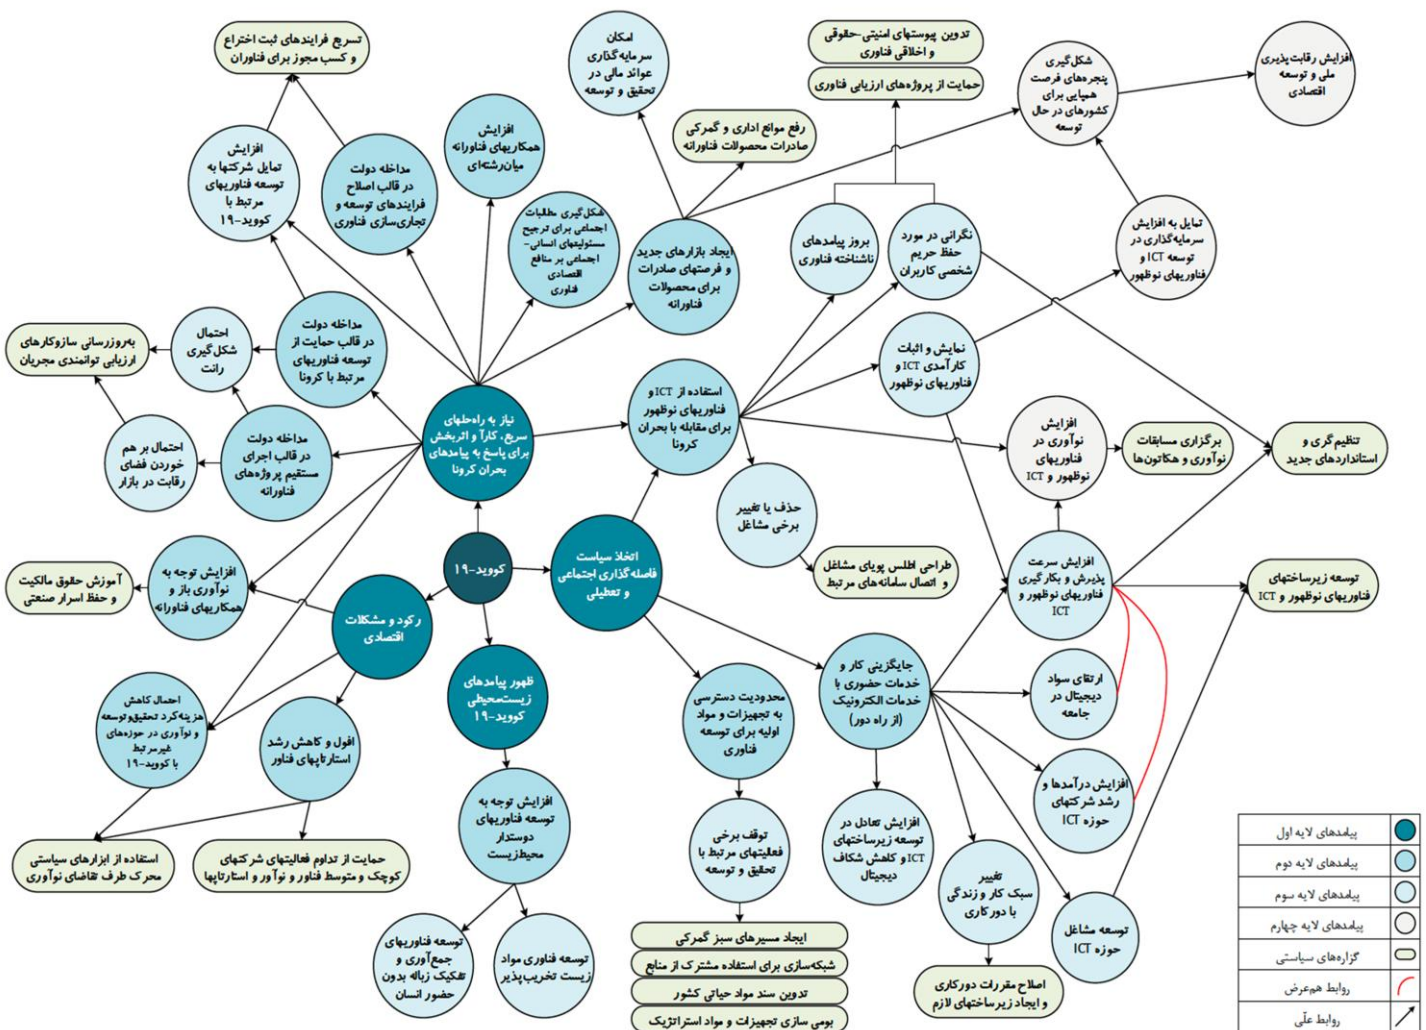 تسریع فرایندهای ثبت اختراع
و کسب مجوز برای فناوران
امکان
سرمایه‌گذاری
عوائد مالی در
تحقیق و توسعه
تدوین پیوستهای امنیتی-حقوقی
و اخلاقی فناوری
حمایت از پروژه‌های ارزیابی فناوری
شکل‌گیری
پنجره‌های فرصت
همپایی برای
کشورهای در حال
توسعه
افزایش رقابت‌پذیری
ملی و توسعه
اقتصادی
رفع موانع اداری و گمرکی
صادرات محصولات فناورانه
افزایش
همکاریهای فناورانه
میان‌رشته‌ای
افزایش
تمایل شرکتها به
توسعه فناوریهای
مرتبط با
کووید-۱۹
مداخله دولت
در قالب اصلاح
فرایندهای توسعه و
تجاری‌سازی فناوری
شکل‌گیری مطالبات
اجتماعی برای ترجیح
مسئولیتهای انسانی-
اجتماعی بر منافع
اقتصادی
فناوری
ایجاد بازارهای جدید
و فرصتهای صادرات
برای محصولات
فناورانه
بروز پیامدهای
ناشناخته فناوری
نگرانی در مورد
حفظ حریم
شخصی کاربران
تمایل به افزایش
سرمایه‌گذاری در
توسعه ICT و
فناوریهای نوظهور
به‌روزرسانی سازوکارهای
ارزیابی توانمندی مجریان
احتمال
شکل‌گیری
رانت
مداخله دولت
در قالب حمایت از
توسعه فناوریهای
مرتبط با کرونا
نمایش و اثبات
کارآمدی ICT و
فناوریهای نوظهور
استفاده از ICT و
فناوریهای نوظهور
برای مقابله با بحران
کرونا
نیاز به راه‌حلهای
سریع، کارآ و اثربخش
برای پاسخ به پیامدهای
بحران کرونا
احتمال بر هم
خوردن فضای
رقابت در بازار
مداخله دولت
در قالب اجرای
مستقیم پروژه‌های
فناورانه
افزایش
نوآوری در
فناوریهای
نوظهور و ICT
برگزاری مسابقات
نوآوری و هکاتون‌ها
تنظیم‌گری و
استانداردهای جدید
حذف یا تغییر
برخی مشاغل
طراحی اطلس پویای مشاغل
و اتصال سامانه‌های مرتبط
کووید-۱۹
اتخاذ سیاست
فاصله‌گذاری اجتماعی
و تعطیلی
افزایش سرعت
پذیرش و بکارگیری
فناوریهای نوظهور و
ICT
توسعه زیرساختهای
فناوریهای نوظهور و ICT
آموزش حقوق مالکیت
و حفظ اسرار صنعتی
افزایش توجه به
نوآوری باز و
همکاریهای فناورانه
رکود و مشکلات
اقتصادی
ظهور پیامدهای
زیست‌محیطی
کووید-۱۹
محدودیت دسترسی
به تجهیزات و مواد
اولیه برای توسعه
فناوری
جایگزینی کار و
خدمات حضوری با
خدمات الکترونیک
(از راه دور)
ارتقای سواد
دیجیتال در
جامعه
احتمال کاهش
هزینه‌کرد تحقیق‌وتوسعه
و نوآوری در حوزه‌های
غیرمرتبط
با کووید-۱۹
افول و کاهش رشد
استارتاپهای فناور
افزایش توجه به
توسعه فناوریهای
دوستدار
محیط‌زیست
توقف برخی
فعالیتهای مرتبط با
تحقیق و توسعه
افزایش تعادل در
توسعه زیرساختهای
ICT و کاهش شکاف
دیجیتال
افزایش درآمدها و
رشد شرکتهای
حوزه ICT
استفاده از ابزارهای سیاستی
محرک طرف تقاضای نوآوری
حمایت از تداوم فعالیتهای شرکتهای
کوچک و متوسط فناور و نوآور و استارتاپها
تغییر
سبک کار و زندگی
با دورکاری
توسعه مشاغل
حوزه ICT
توسعه فناوریهای
جمع‌آوری و
تفکیک زباله بدون
حضور انسان
توسعه فناوری مواد
زیست تخریب‌پذیر
ایجاد مسیرهای سبز گمرکی
شبکه‌سازی برای استفاده مشترک از منابع
تدوین سند مواد حیاتی کشور
بومی سازی تجهیزات و مواد استراتژیک
اصلاح مقررات دورکاری
و ایجاد زیرساختهای لازم
پیامدهای لایه اول
پیامدهای لایه دوم
پیامدهای لایه سوم
پیامدهای لایه چهارم
گزاره‌های سیاستی
روابط هم‌عرض
روابط علّی